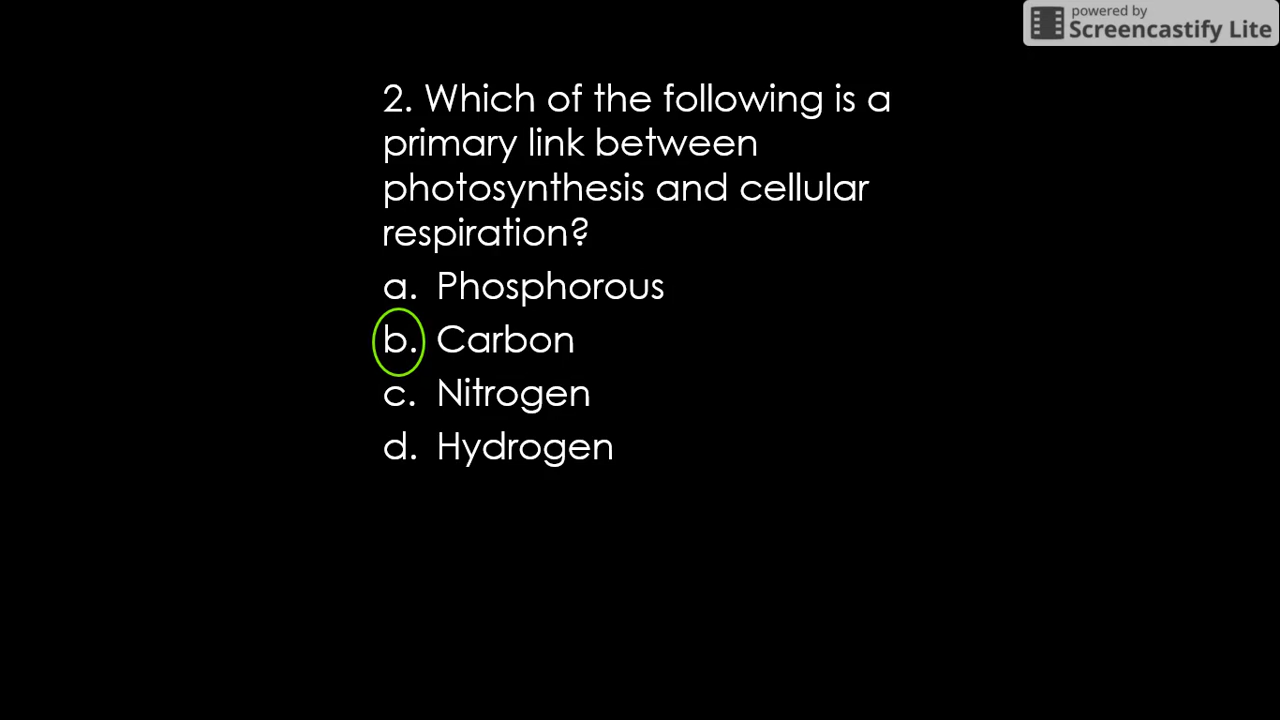 powered by
Screencastify Lite
2. Which of the following is a
primary link between
photosynthesis and cellular
respiration?
a. Phosphorous
b. Carbon
c. Nitrogen
d. Hydrogen